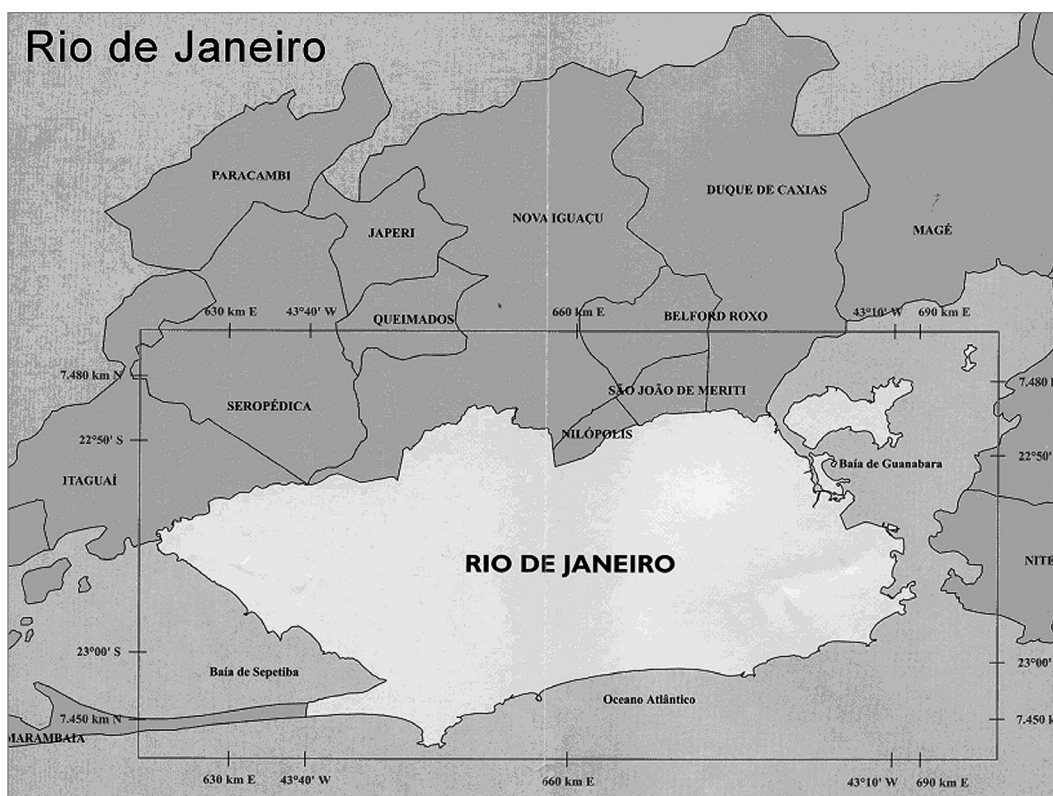 Rio de Janeiro
PARACAMBI
DUQUE DE CAXIAS
NOVA IGUAÇU
JAPERI
MAGÉ
630 km E
43°40' W
QUEIMADOS
660 km E
BELFORD ROXO
43°10' W
690 km E
7.480 km N
7.480 k
SÃO JOÃO DE MERITI
SEROPÉDICA
22°50' S
NILÓPOLIS
22°50'
Baía de Guanabara
ITAGUAÍ
RIO DE JANEIRO
NITE
23°00' S
23°00'
Baía de Sepetiba
Oceano Atlântico
7.450 km N
7.450 k
MARAMBAIA
630 km E
43°40' W
660 km E
43°10' W
690 km E